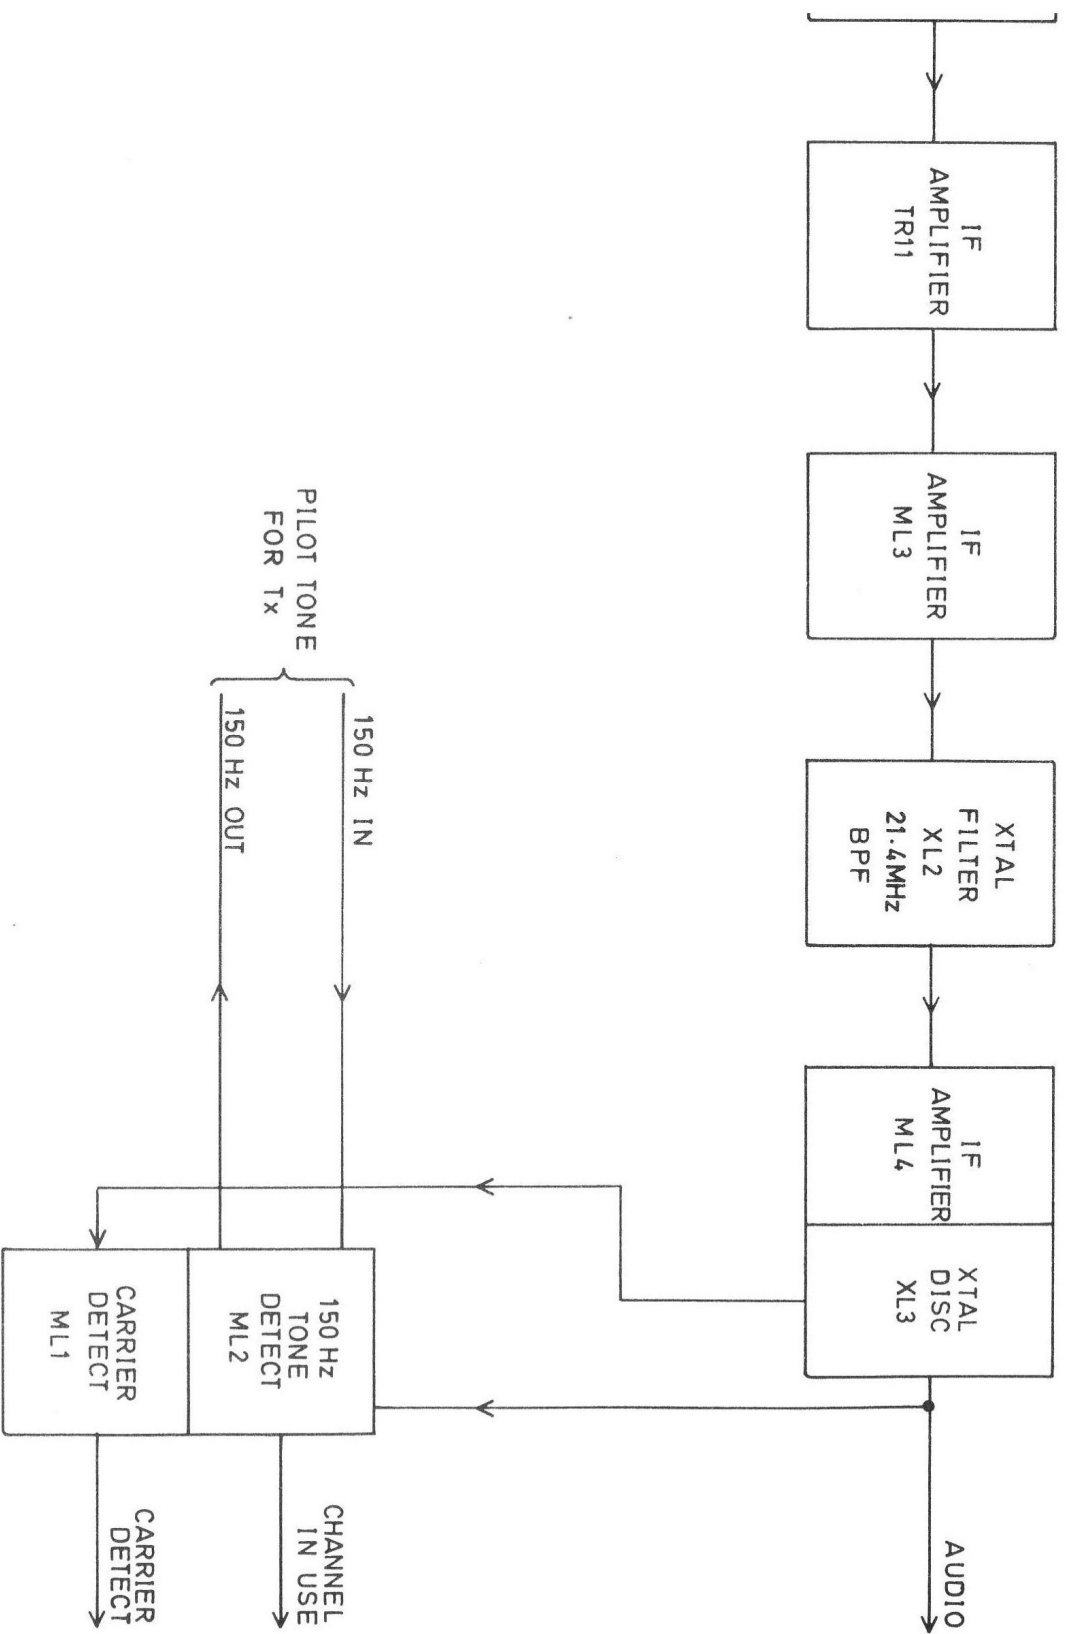 IF
AMPLIFIER
TR11
IF
AMPLIFIER
ML3
XTAL
FILTER
XL2
21·4MHz
BPF
IF
AMPLIFIER
ML4
XTAL
DISC
XL3
AUDIO
PILOT TONE
FOR Tx
150 Hz IN
150 Hz OUT
150 Hz
TONE
DETECT
ML2
CHANNEL
IN USE
CARRIER
DETECT
ML1
CARRIER
DETECT